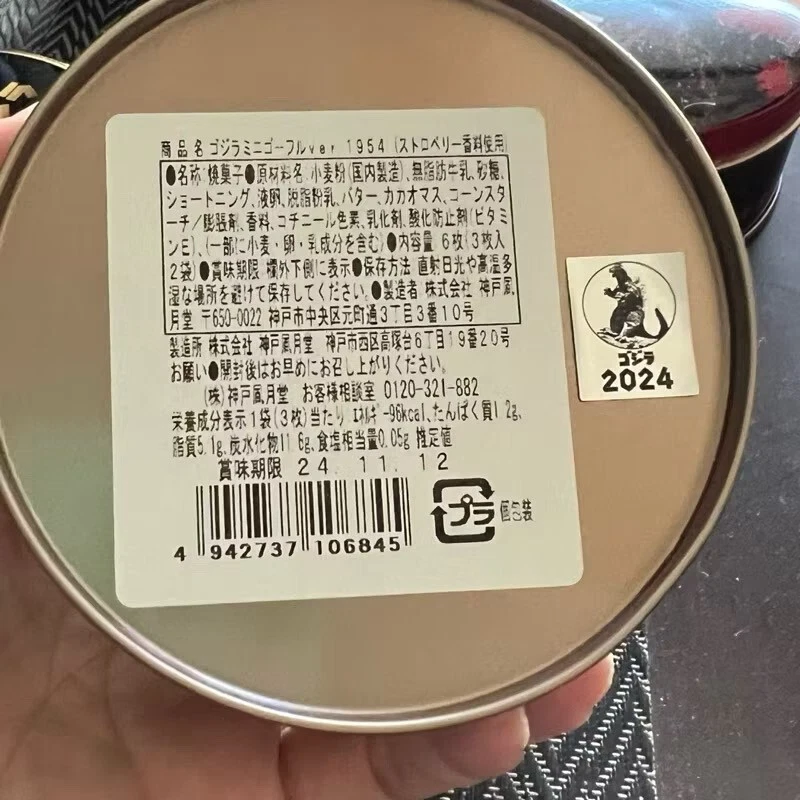 商品名 ゴジラミニゴーフルver 1954 (ストロベリー香料使用)
●名称 焼菓子●原材料名 小麦粉(国内製造)、無脂肪牛乳、砂糖、
ショートニング、液卵、脱脂粉乳、バター、カカオマス、コーンスタ
ーチ/膨脹剤、香料、コチニール色素、乳化剤、酸化防止剤(ビタミ
ンE)、(一部に小麦・卵・乳成分を含む)●内容量 6枚(3枚入
2袋)●賞味期限 欄外下側に表示●保存方法 直射日光や高温多
湿な場所を避けて保存してください。●製造者 株式会社 神戸風
月堂 〒650-0022 神戸市中央区元町通3丁目3番10号
製造所 株式会社 神戸風月堂 神戸市西区高塚台6丁目19番20号
お願い●開封後はお早めにお召し上がりください。
(株)神戸風月堂 お客様相談室 0120-321-882
栄養成分表示1袋(3枚)当たり エネルギー96kcal、たんぱく質1.2g、
脂質5.1g、炭水化物11.6g、食塩相当量0.05g 推定値
賞味期限 24.11.12
4 942737 106845
プラ 個包装
ゴジラ
2024